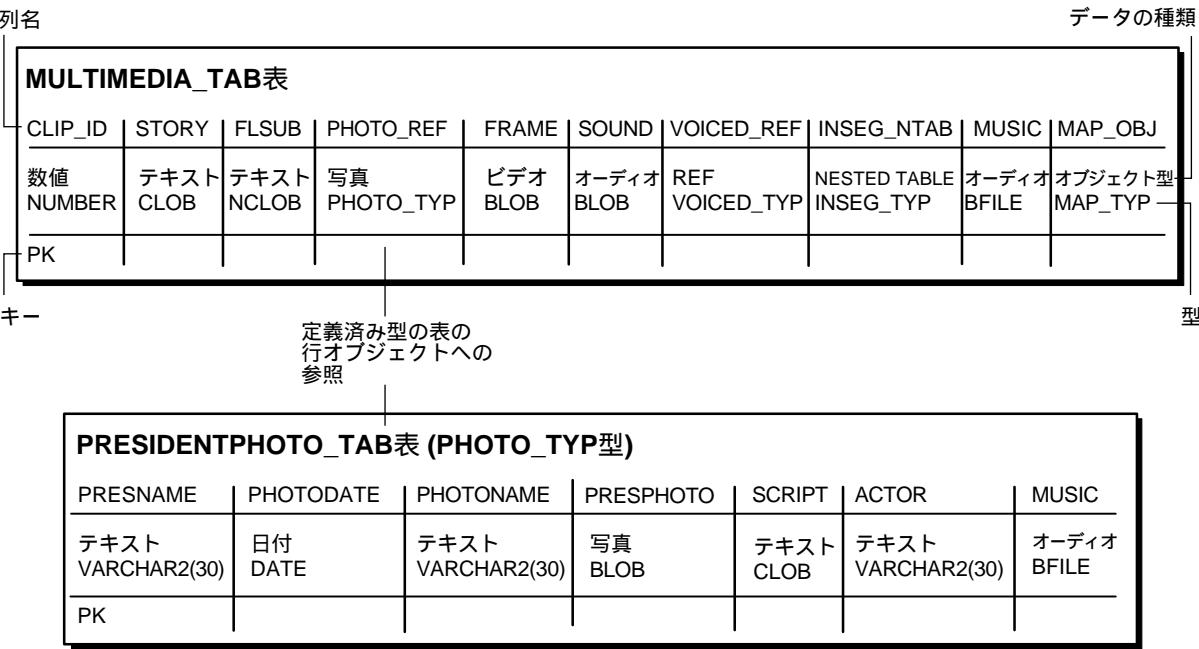 列名
データの種類
MULTIMEDIA_TAB表
CLIP_ID STORY FLSUB PHOTO_REF FRAME SOUND VOICED_REF INSEG_NTAB MUSIC MAP_OBJ
数値 テキスト テキスト 写真 ビデオ オーディオ REF NESTED TABLE オーディオ オブジェクト型
NUMBER CLOB NCLOB PHOTO_TYP BLOB BLOB VOICED_TYP INSEG_TYP BFILE MAP_TYP
PK
キー
型
定義済み型の表の
行オブジェクトへの
参照
PRESIDENTPHOTO_TAB表 (PHOTO_TYP型)
PRESNAME PHOTODATE PHOTONAME PRESPHOTO SCRIPT ACTOR MUSIC
テキスト 日付 テキスト 写真 テキスト テキスト オーディオ
VARCHAR2(30) DATE VARCHAR2(30) BLOB CLOB VARCHAR2(30) BFILE
PK